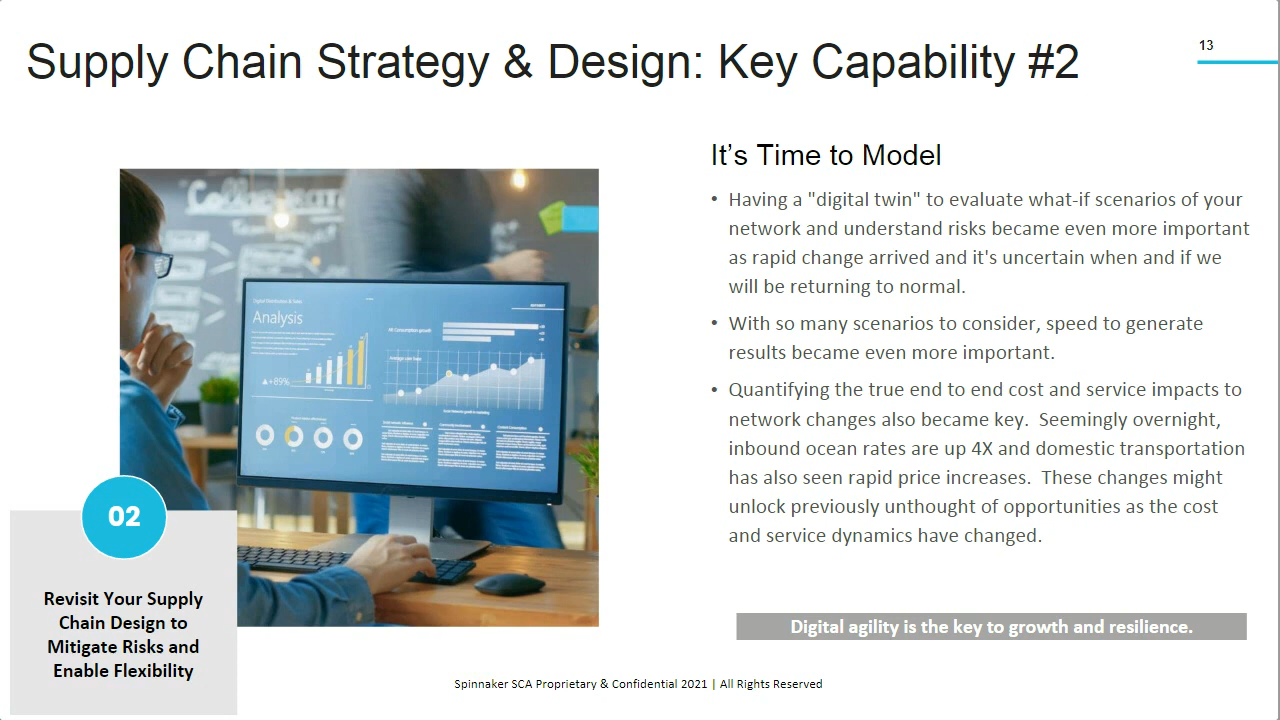 Supply Chain Strategy & Design: Key Capability #2
13
It's Time to Model
• Having a "digital twin" to evaluate what-if scenarios of your
network and understand risks became even more important
as rapid change arrived and it's uncertain when and if we
will be returning to normal.
• With so many scenarios to consider, speed to generate
results became even more important.
• Quantifying the true end to end cost and service impacts to
network changes also became key.  Seemingly overnight,
inbound ocean rates are up 4X and domestic transportation
has also seen rapid price increases.  These changes might
unlock previously unthought of opportunities as the cost
and service dynamics have changed.
Digital agility is the key to growth and resilience.
Analysis
+89%
02
Revisit Your Supply
Chain Design to
Mitigate Risks and
Enable Flexibility
Spinnaker SCA Proprietary & Confidential 2021 | All Rights Reserved